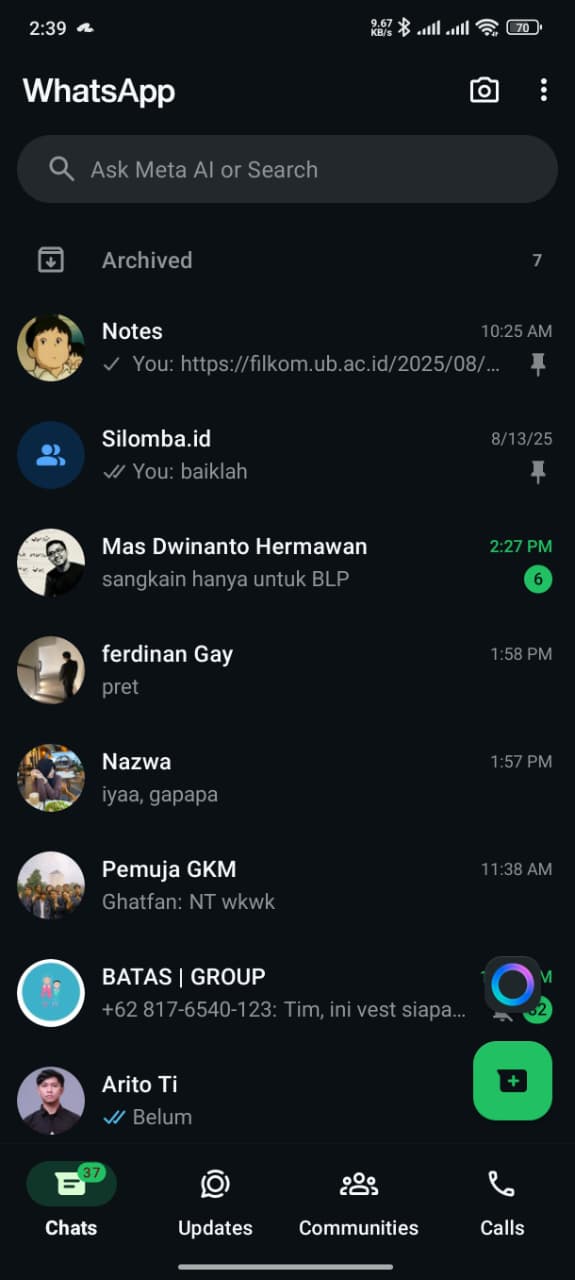 2:39
9.67
KB/s
70
WhatsApp
Ask Meta AI or Search
Archived 7
Notes 10:25 AM
You: https://filkom.ub.ac.id/2025/08/...
Silomba.id 8/13/25
You: baiklah
Mas Dwinanto Hermawan 2:27 PM
sangkain hanya untuk BLP 6
ferdinan Gay 1:58 PM
pret
Nazwa 1:57 PM
iyaa, gapapa
Pemuja GKM 11:38 AM
Ghatfan: NT wkwk
BATAS | GROUP
+62 817-6540-123: Tim, ini vest siapa...
Arito Ti
Belum
37
Chats Updates Communities Calls